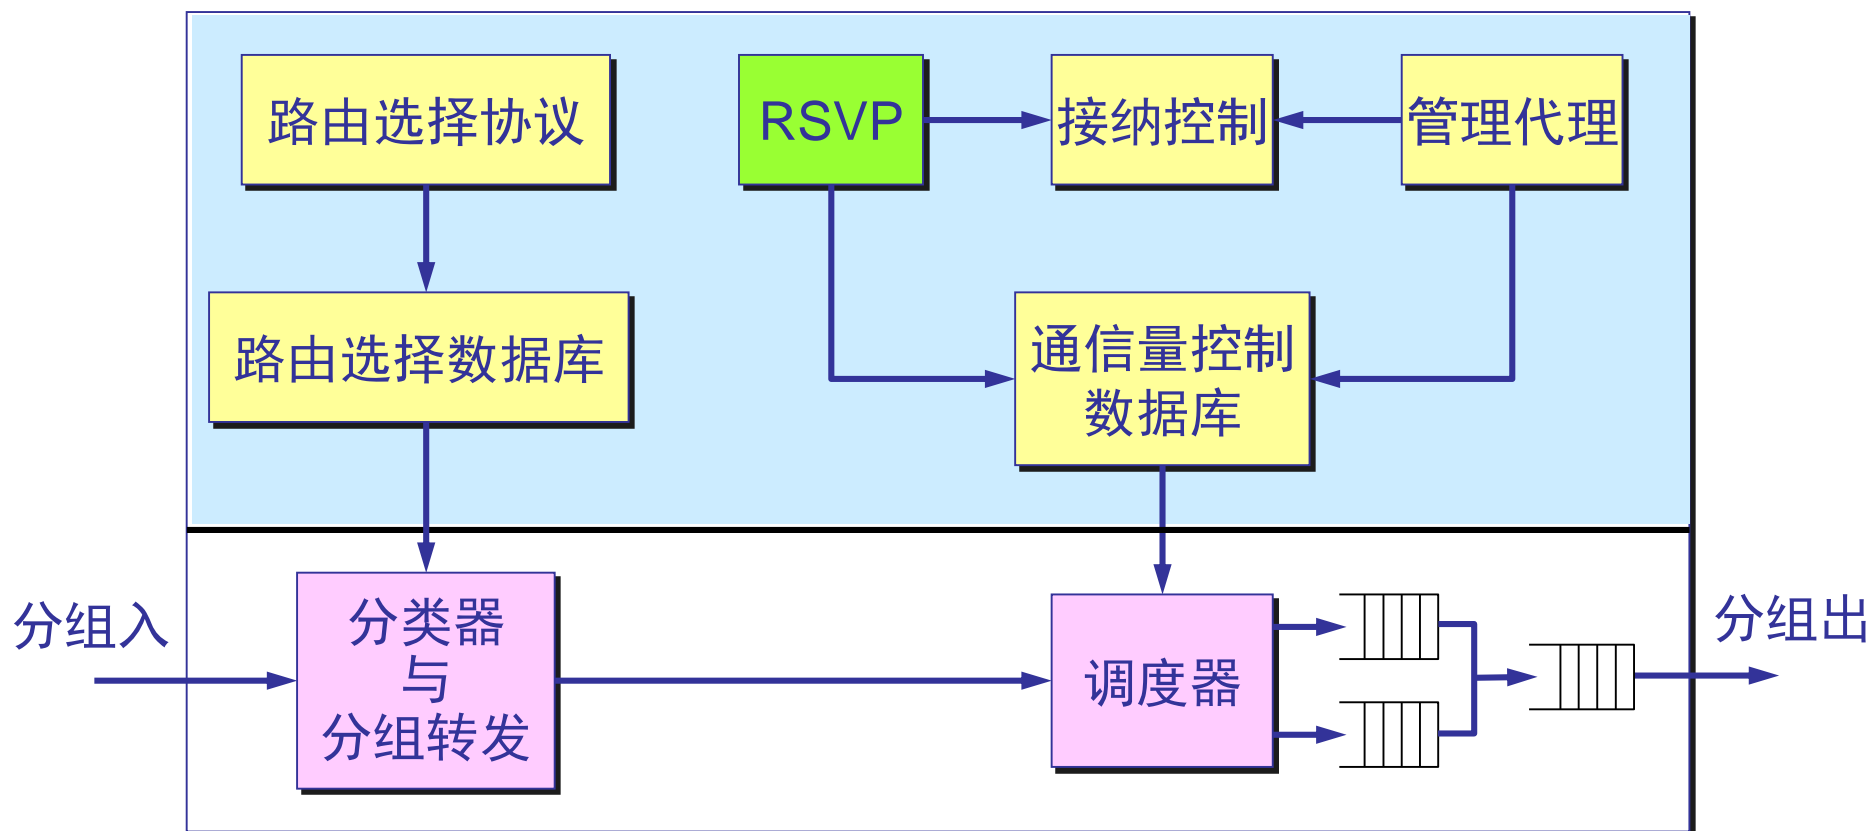 路由选择协议
RSVP
接纳控制
管理代理
路由选择数据库
通信量控制
数据库
分组入
分类器
与
分组转发
调度器
分组出